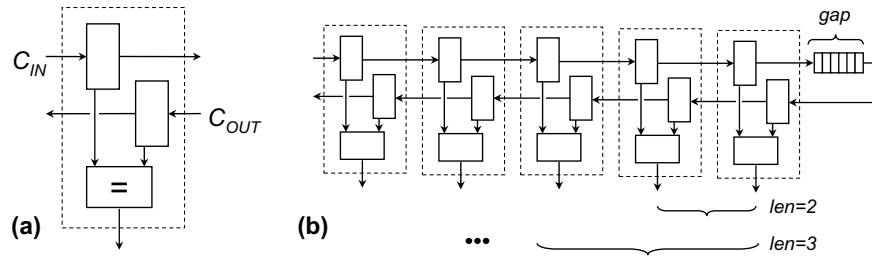 gap
C_IN
C_OUT
=
(a)
(b)
len=2
•••
len=3